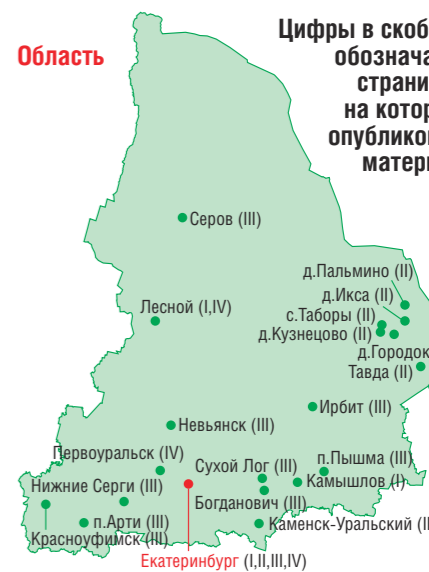 Область
Цифры в скоб
обознача
страни
на котор
опубликов
матери
Серов (III)
д.Пальмино (II)
д.Икса (II)
Лесной (I,IV)
с.Таборы (II)
д.Кузнецово (II)
д.Городок
Тавда (II)
Ирбит (III)
Невьянск (III)
Первоуральск (IV)
Сухой Лог (III)
п.Пышма (III)
Нижние Серги (III)
Камышлов (I)
Богданович (III)
п.Арти (III)
Каменск-Уральский (II
Красноуфимск (III)
Екатеринбург (I,II,III,IV)